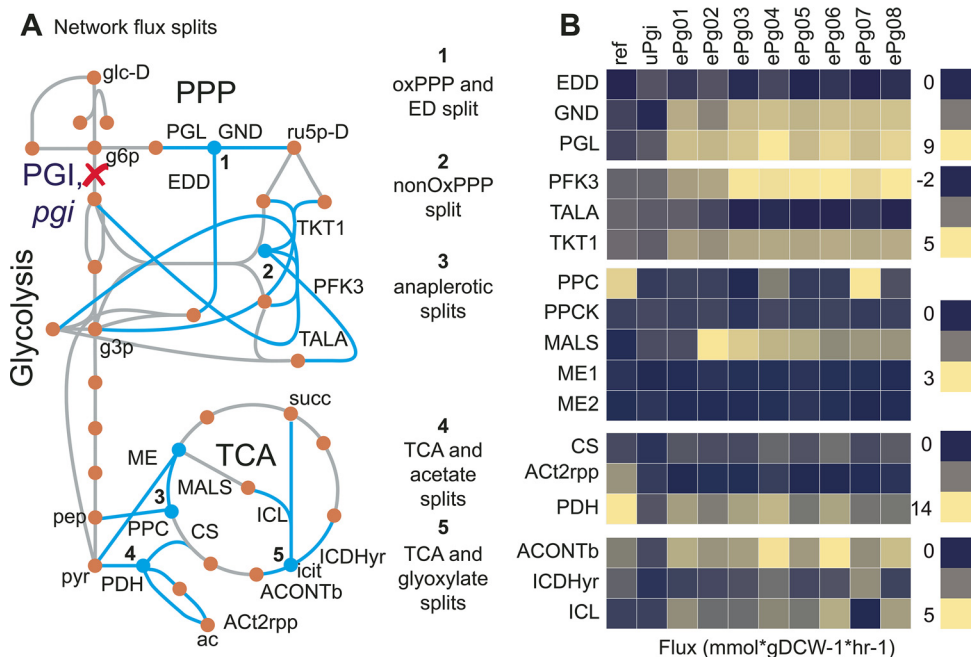 A Network flux splits
glc-D
PPP
PGL GND
ru5p-D
g6p
1
PGI,
pgi
EDD
TKT1
2
PFK3
Glycolysis
g3p
TALA
succ
ME
TCA
MALS
3
pep
PPC
CS
ICL
4
5
ICDHyr
icit
pyr
PDH
ACONTb
ACt2rpp
ac
1
oxPPP and
ED split
2
nonOxPPP
split
3
anaplerotic
splits
4
TCA and
acetate
splits
5
TCA and
glyoxylate
splits
B
ref uPgi ePg01 ePg02 ePg03 ePg04 ePg05 ePg06 ePg07 ePg08
EDD 0
GND
PGL 9
PFK3 -2
TALA
TKT1 5
PPC
PPCK 0
MALS
ME1 3
ME2
CS 0
ACt2rpp
PDH 14
ACONTb 0
ICDHyr
ICL 5
Flux (mmol*gDCW-1*hr-1)